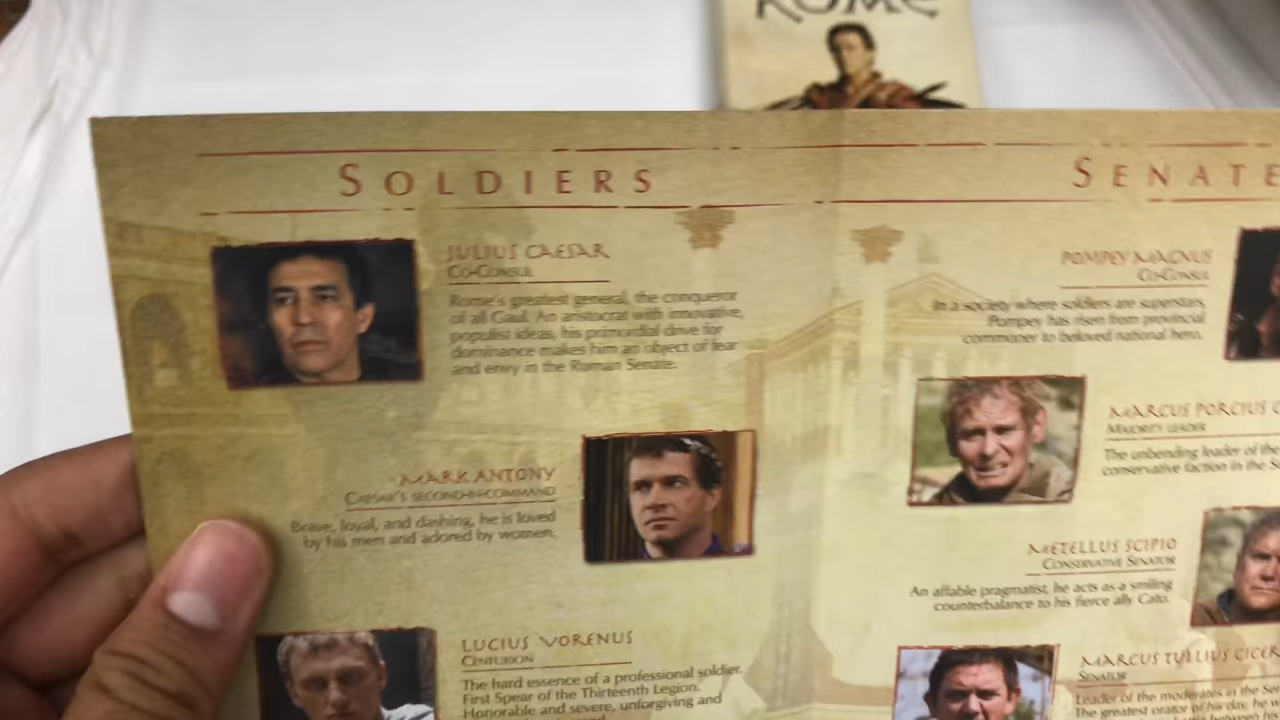 ROME
SOLDIERS
JULIUS CAESAR
CO-CONSUL
Rome's greatest general, the conqueror
of all Gaul. An aristocrat with innovative,
populist ideas, his primordial drive for
dominance makes him an object of fear
and envy in the Roman Senate.
MARK ANTONY
CAESAR'S SECOND-IN-COMMAND
Brave, loyal, and dashing, he is loved
by his men and adored by women.
LUCIUS VORENUS
CENTURION
The hard essence of a professional soldier.
First Spear of the Thirteenth Legion.
Honorable and severe, unforgiving and
SENATE
POMPEY MAGNUS
CO-CONSUL
In a society where soldiers are superstars,
Pompey has risen from provincial
commoner to beloved national hero.
MARCUS PORCIUS C
MAJORITY LEADER
The unbending leader of the
conservative faction in the S
METELLUS SCIPIO
CONSERVATIVE SENATOR
An affable pragmatist, he acts as a smiling
counterbalance to his fierce ally Cato.
MARCUS TULLIUS CICER
SENATOR
Leader of the moderates in the Sen
The greatest orator of his day, he w